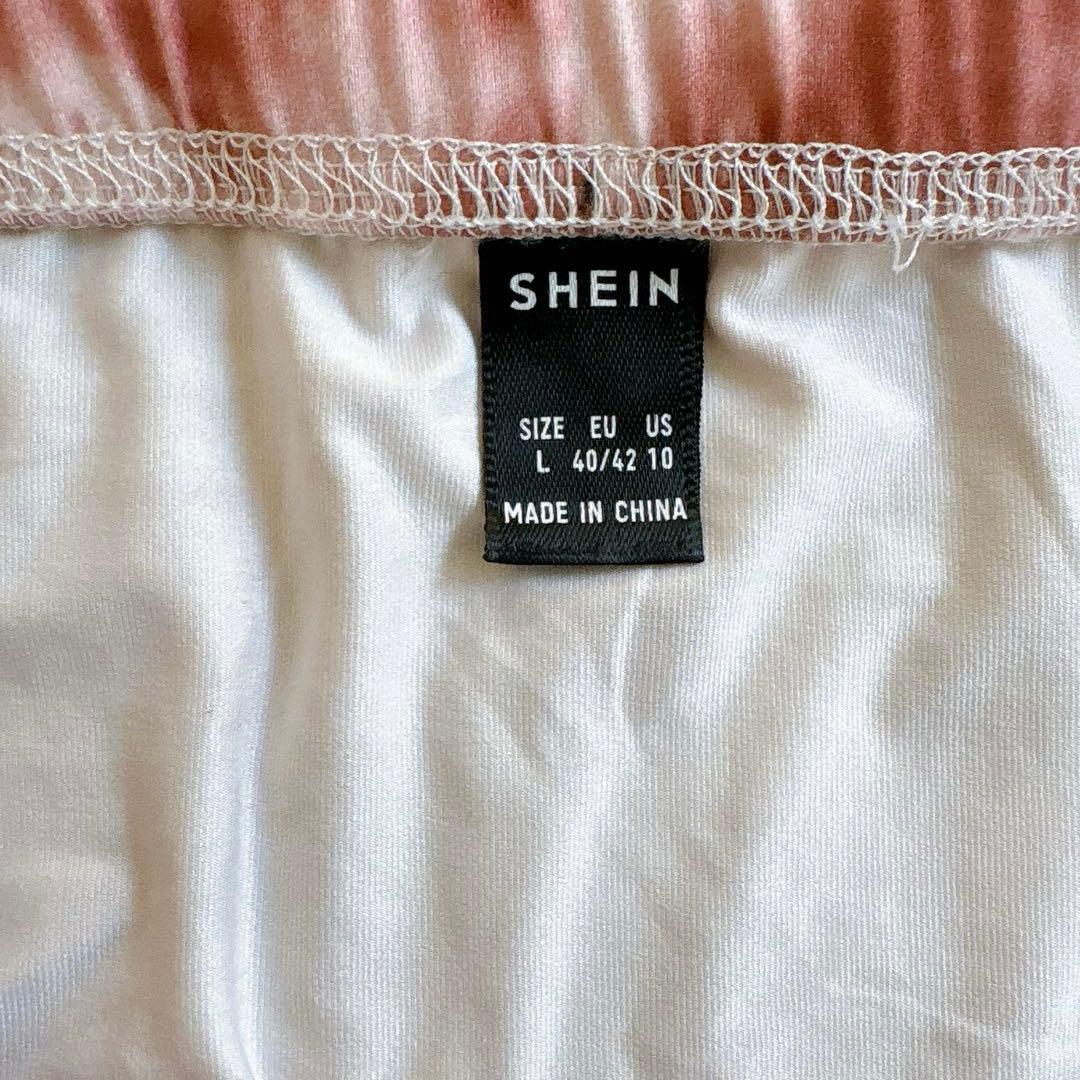 SHEIN
SIZE EU US
L 40/42 10
MADE IN CHINA